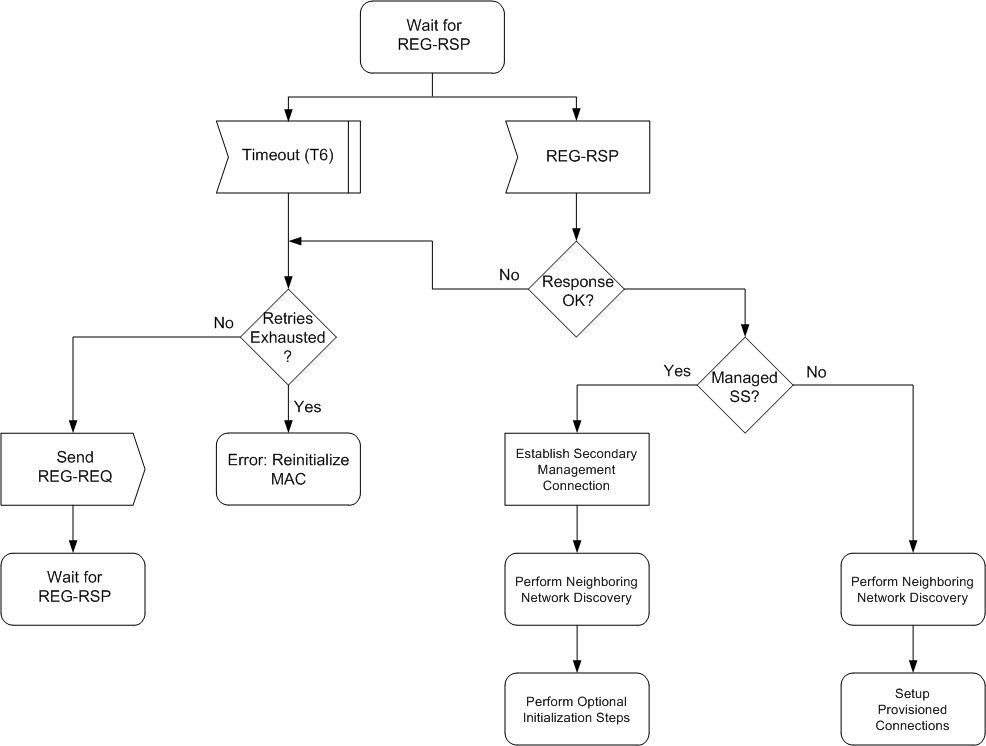 Wait for
REG-RSP
Timeout (T6)
REG-RSP
No
Response
OK?
No
Retries
Exhausted
?
Yes
Managed
SS?
No
Yes
Send
REG-REQ
Error: Reinitialize
MAC
Establish Secondary
Management
Connection
Wait for
REG-RSP
Perform Neighboring
Network Discovery
Perform Neighboring
Network Discovery
Perform Optional
Initialization Steps
Setup
Provisioned
Connections